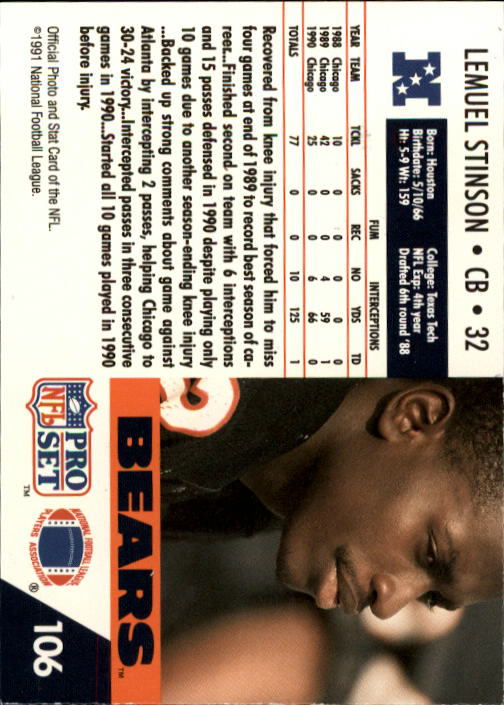 LEMUEL STINSON • CB • 32
Born: Houston
Birthdate: 5/10/66
Ht: 5-9 Wt: 159
College: Texas Tech
NFL Exp: 4th year
Drafted 6th round '88
N
FUM INTERCEPTIONS
YEAR TEAM TCKL SACKS REC NO YDS TD
1988 Chicago 10 0 0 0 0 0
1989 Chicago 42 0 0 4 59 1
1990 Chicago 25 0 0 6 66 0
TOTALS 77 0 0 10 125 1
Recovered from knee injury that forced him to miss
four games at end of 1989 to record best season of ca-
reer...Finished second on team with 6 interceptions
and 15 passes defensed in 1990 despite playing only
10 games due to another season-ending knee injury
...Backed up strong comments about game against
Atlanta by intercepting 2 passes, helping Chicago to
30-24 victory...Intercepted passes in three consecutive
games in 1990...Started all 10 games played in 1990
before injury.
Official Photo and Stat Card of the NFL.
©1991 National Football League.
BEARS™
PRO
NFL
SET™
NATIONAL FOOTBALL LEAGUE
PLAYERS ASSOCIATION
®
106